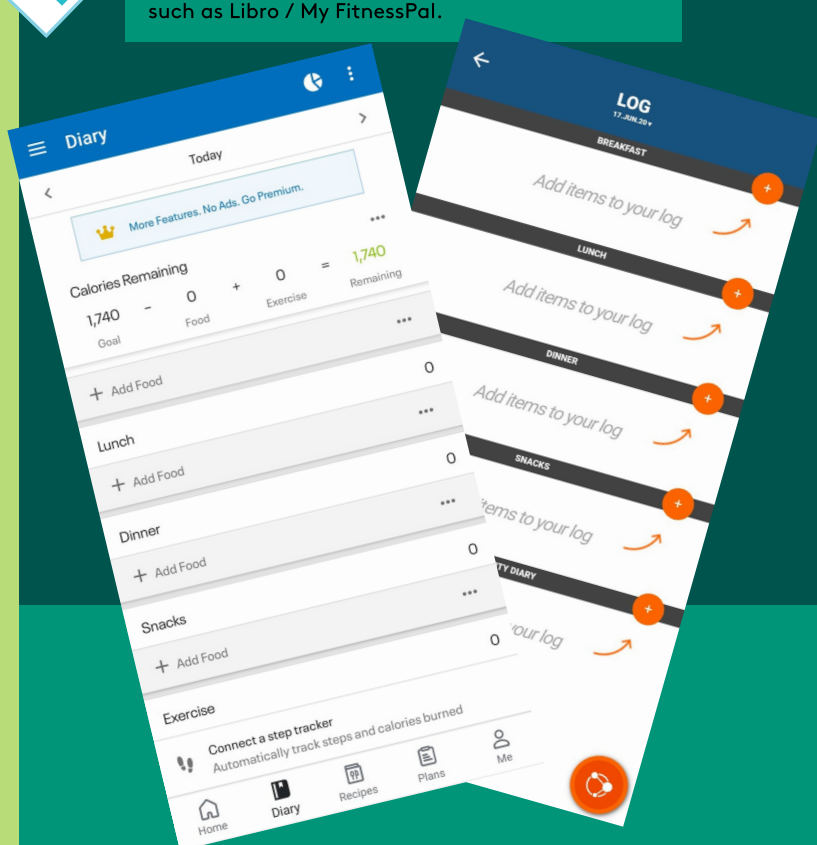 such as Libro / My FitnessPal.
Diary
Today
More Features. No Ads. Go Premium.
Calories Remaining
1,740 - 0 + 0 = 1,740
Goal Food Exercise Remaining
+ Add Food
0
Lunch
+ Add Food
0
Dinner
+ Add Food
0
Snacks
+ Add Food
0
Exercise
Connect a step tracker
Automatically track steps and calories burned
Home Diary Recipes Plans Me
LOG
17.JUN.20
BREAKFAST
Add items to your log
+
LUNCH
Add items to your log
+
DINNER
Add items to your log
+
SNACKS
items to your log
+
DIARY
your log
+